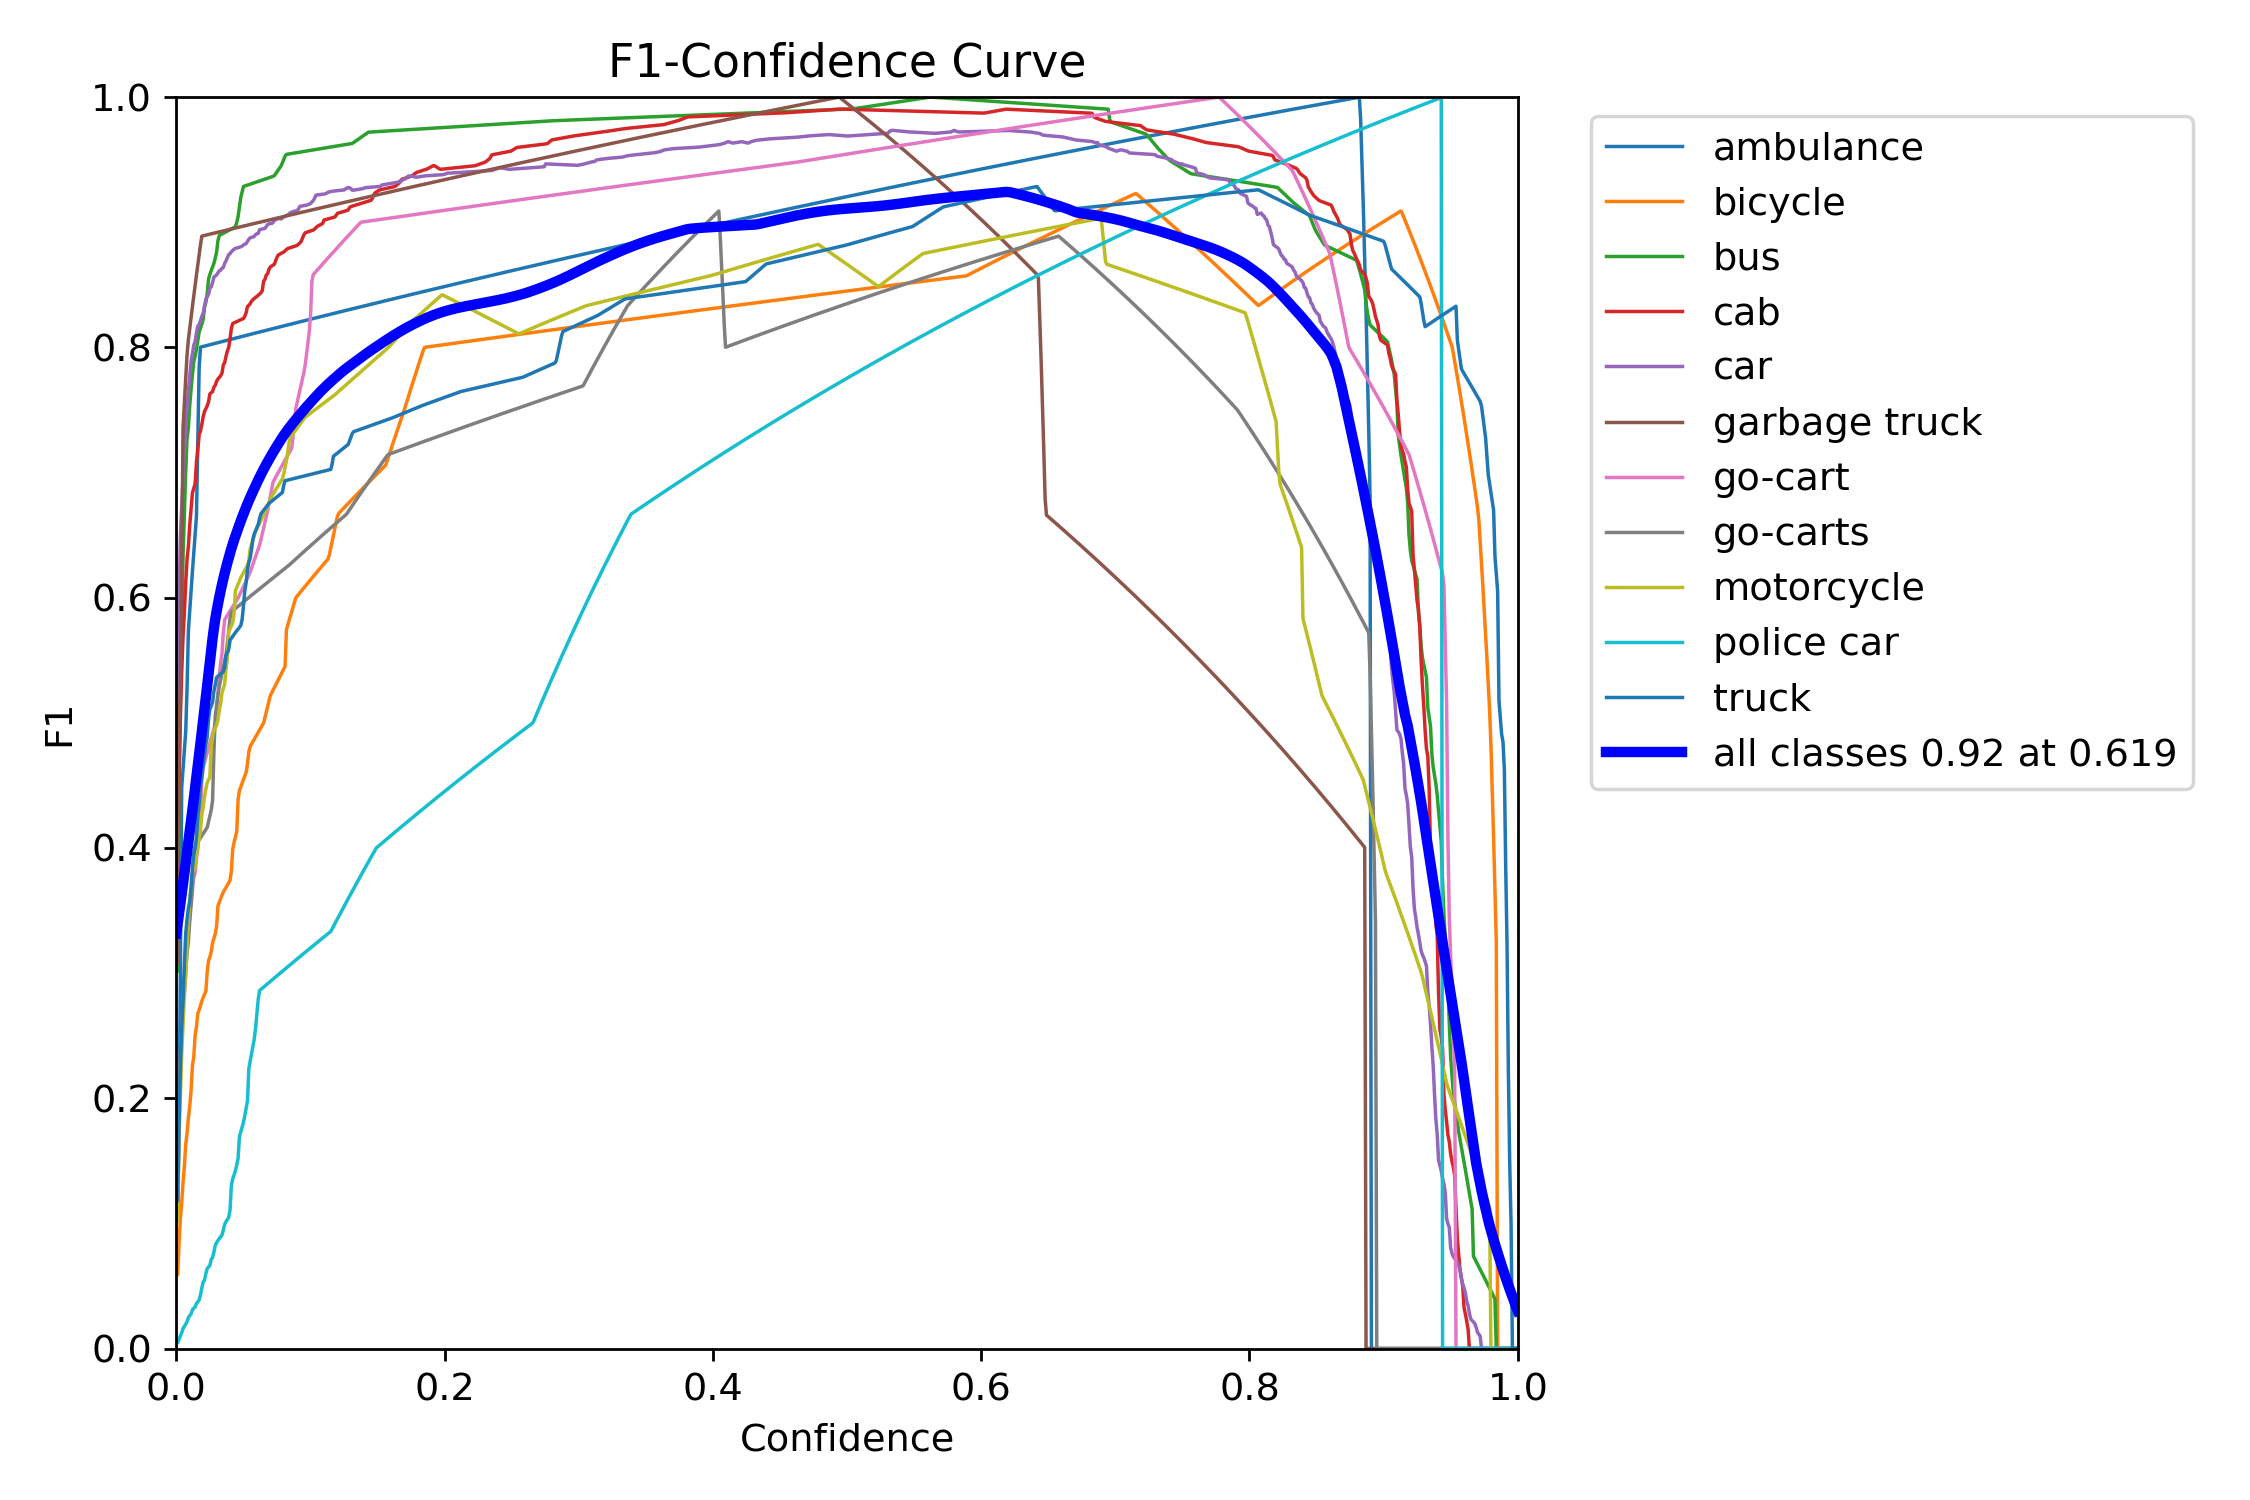 F1-Confidence Curve
1.0
0.8
0.6
0.4
0.2
0.0
F1
0.0 0.2 0.4 0.6 0.8 1.0
Confidence
ambulance
bicycle
bus
cab
car
garbage truck
go-cart
go-carts
motorcycle
police car
truck
all classes 0.92 at 0.619